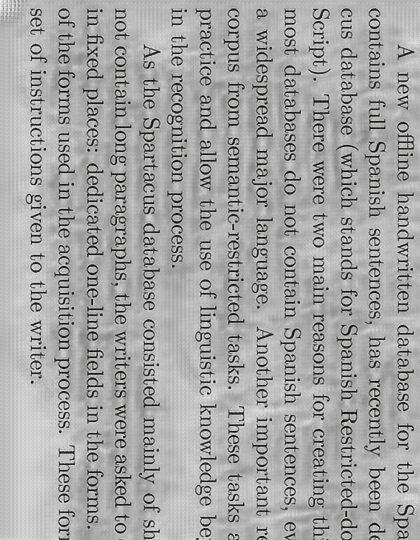 A new offline handwritten database for the Spa
contains full Spanish sentences, has recently been de
cus database (which stands for Spanish Restricted-do
Script). There were two main reasons for creating th
most databases do not contain Spanish sentences, ev
a widespread major language. Another important re
corpus from semantic-restricted tasks. These tasks a
practice and allow the use of linguistic knowledge be
in the recognition process.
As the Spartacus database consisted mainly of sh
not contain long paragraphs, the writers were asked to
in fixed places: dedicated one-line fields in the forms.
of the forms used in the acquisition process. These for
set of instructions given to the writer.